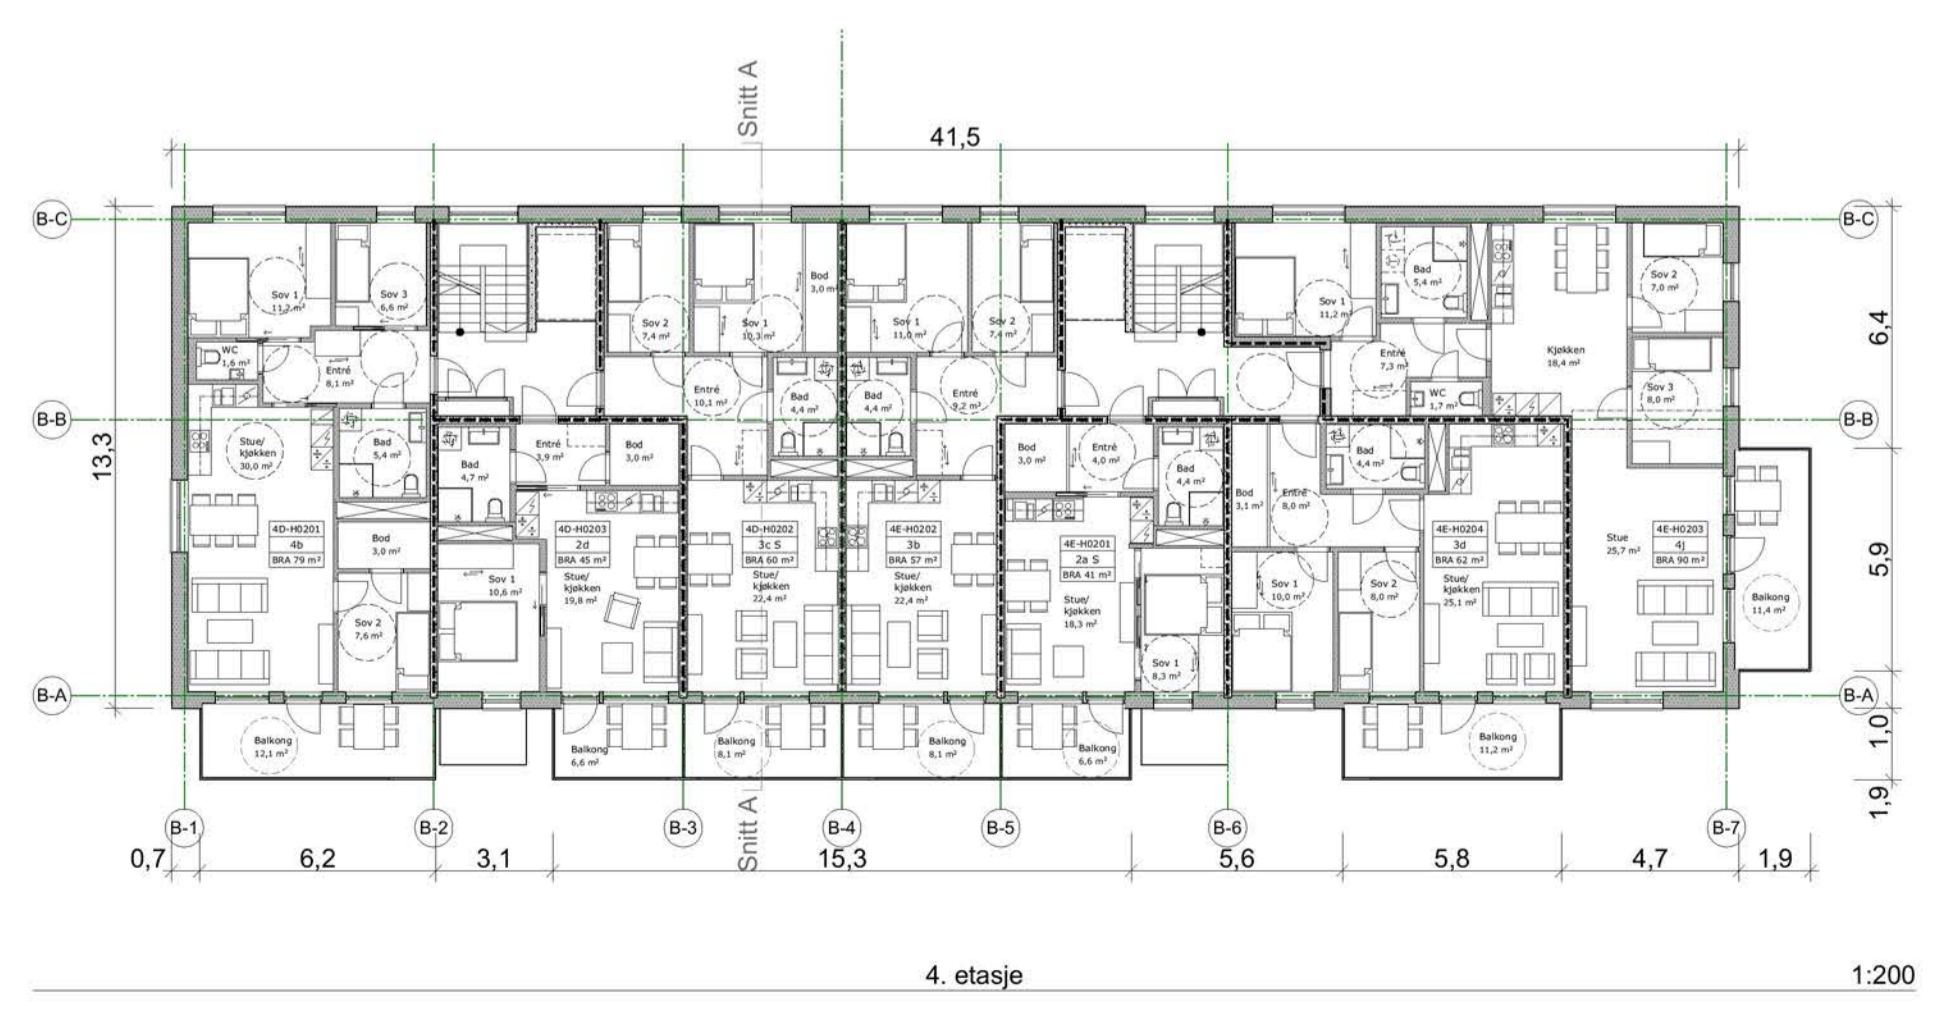 Snitt A
41,5
B-C
B-C
Sov 1
11,2 m²
Sov 3
6,6 m²
WC
1,6 m²
Entré
8,1 m²
Sov 2
7,4 m²
Sov 1
10,3 m²
Bod
3,0 m²
Entré
10,1 m²
Bad
4,4 m²
Sov 1
11,0 m²
Sov 2
7,4 m²
Bad
4,4 m²
Entré
9,2 m²
Sov 1
11,2 m²
Bad
5,4 m²
Entré
7,3 m²
WC
1,7 m²
Kjøkken
18,4 m²
Sov 2
7,0 m²
Sov 3
8,0 m²
6,4
B-B
B-B
13,3
Stue/
kjøkken
30,0 m²
Bad
5,4 m²
4D-H0201
4b
BRA 79 m²
Bod
3,0 m²
Sov 2
7,6 m²
Bad
4,7 m²
Entré
3,9 m²
Bod
3,0 m²
4D-H0203
2d
BRA 45 m²
Stue/
kjøkken
19,8 m²
Sov 1
10,6 m²
4D-H0202
3c S
BRA 60 m²
Stue/
kjøkken
22,4 m²
4E-H0202
3b
BRA 57 m²
Stue/
kjøkken
22,4 m²
Bod
3,0 m²
Entré
4,0 m²
Bad
4,4 m²
4E-H0201
2a S
BRA 41 m²
Stue/
kjøkken
18,3 m²
Sov 1
8,3 m²
Bod
3,1 m²
Entré
8,0 m²
Bad
4,4 m²
Sov 1
10,0 m²
Sov 2
8,0 m²
4E-H0204
3d
BRA 62 m²
Stue/
kjøkken
25,1 m²
Stue
25,7 m²
4E-H0203
4j
BRA 90 m²
Balkong
11,4 m²
5,9
B-A
B-A
Balkong
12,1 m²
Balkong
6,6 m²
Balkong
8,1 m²
Balkong
8,1 m²
Balkong
6,6 m²
Balkong
11,2 m²
1,0
1,9
Snitt A
B-1
B-2
B-3
B-4
B-5
B-6
B-7
0,7
6,2
3,1
15,3
5,6
5,8
4,7
1,9
4. etasje
1:200